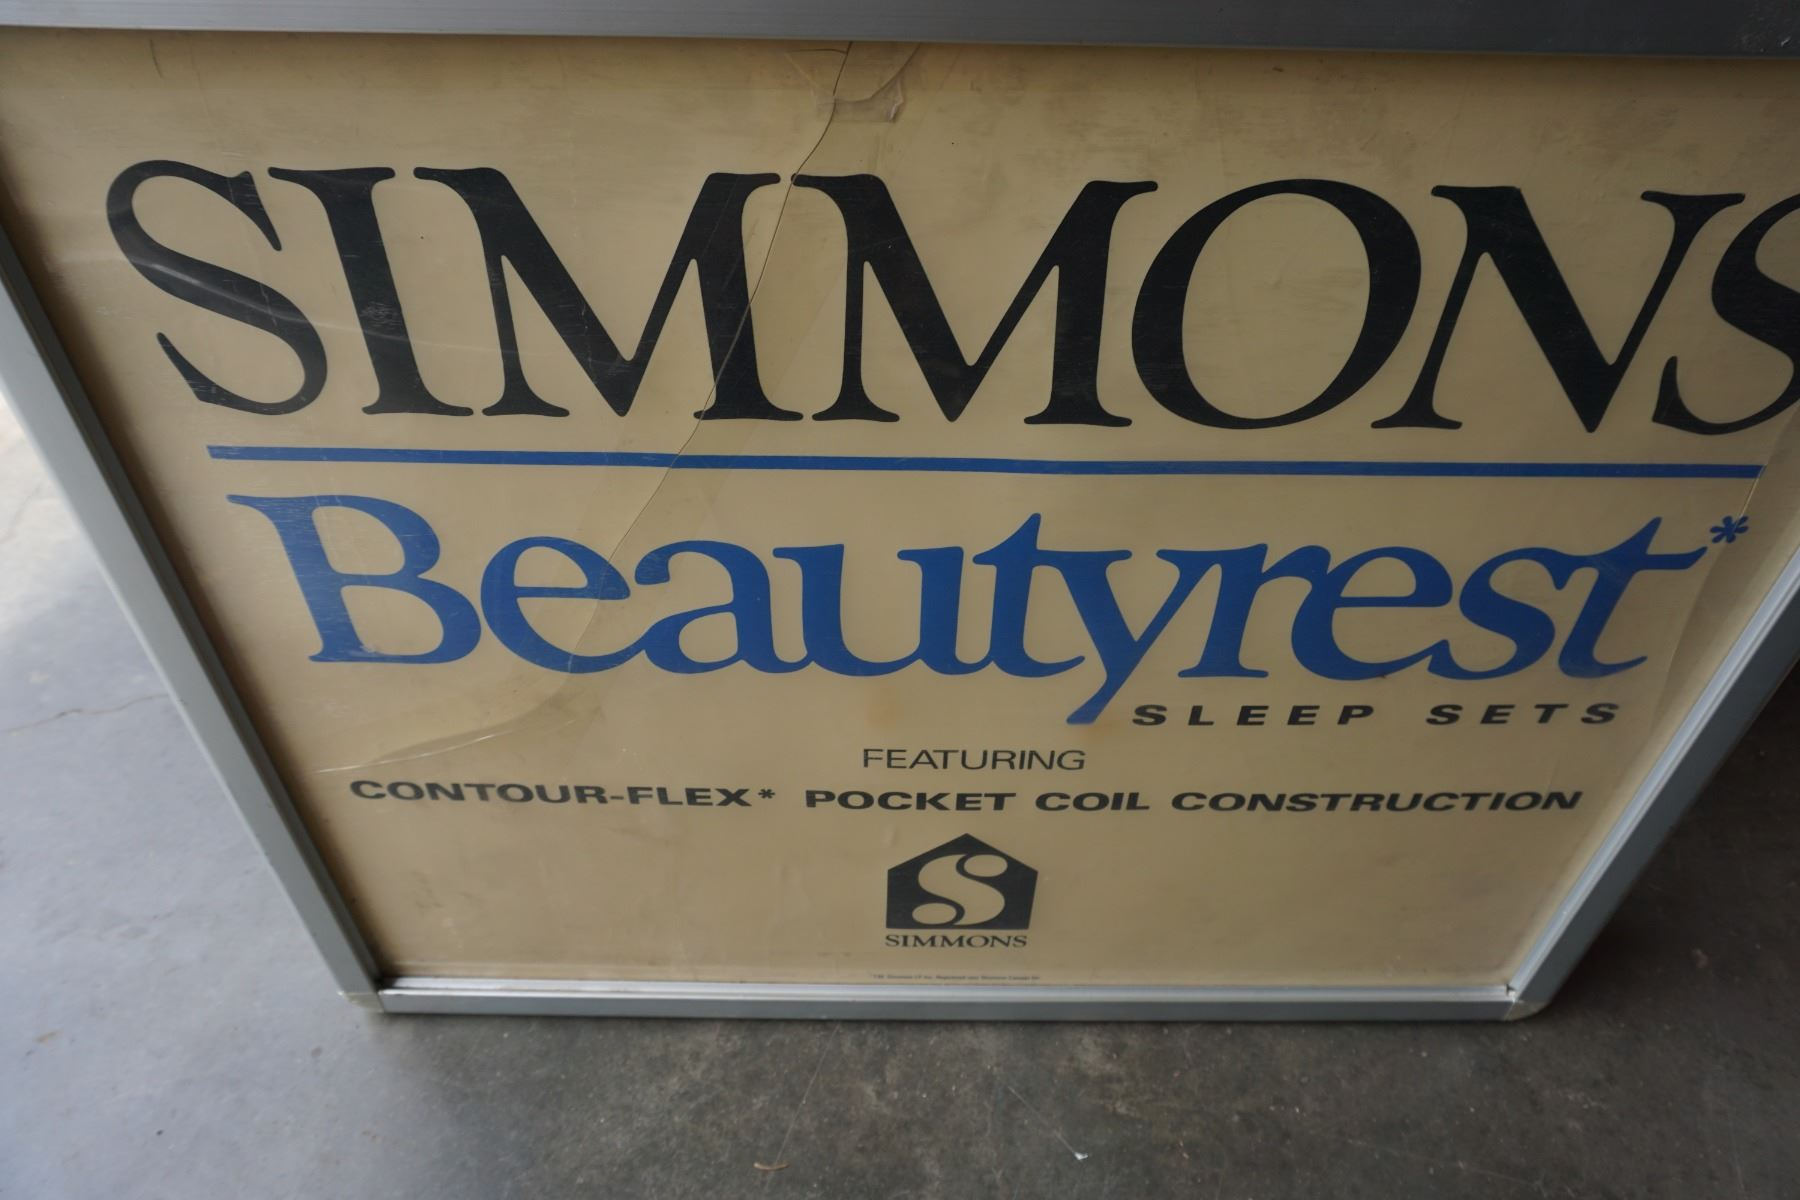 SIMMONS
Beautyrest*
SLEEP SETS
FEATURING
CONTOUR-FLEX* POCKET COIL CONSTRUCTION
S
SIMMONS